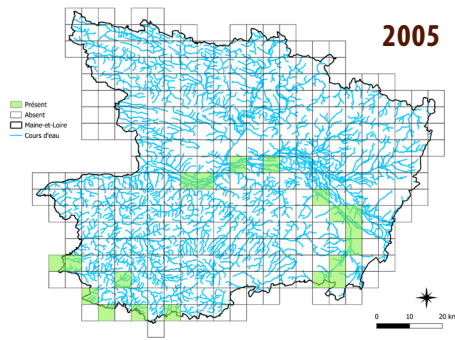 2005
Présent
Absent
Maine-et-Loire
Cours d'eau
0 10 20 km